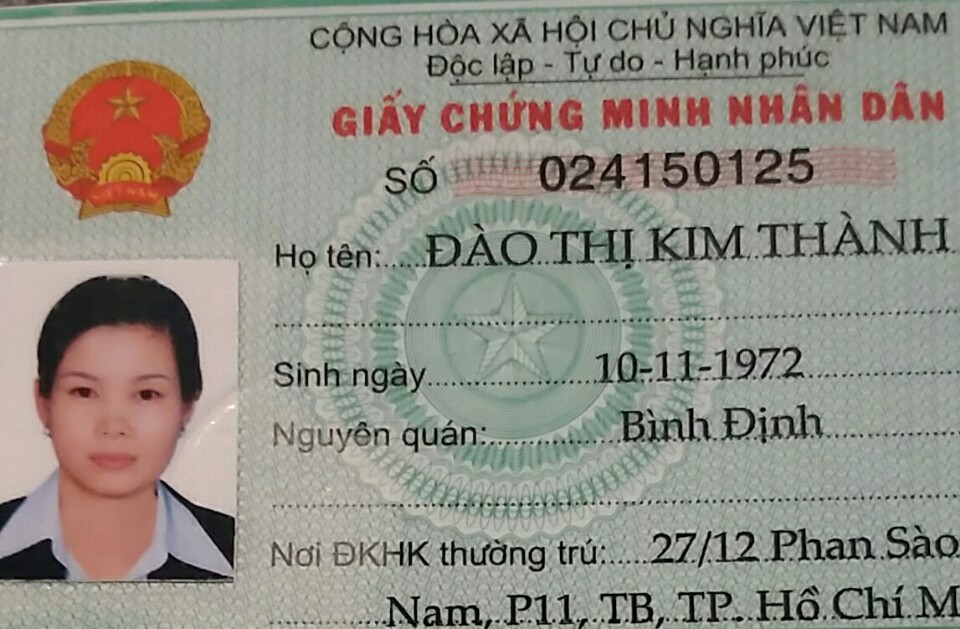 CỘNG HÒA XÃ HỘI CHỦ NGHĨA VIỆT NAM
Độc lập - Tự do - Hạnh phúc
GIẤY CHỨNG MINH NHÂN DÂN
SỐ 024150125
Họ tên: ĐÀO THỊ KIM THÀNH
Sinh ngày 10-11-1972
Nguyên quán: Bình Định
Nơi ĐKHK thường trú: 27/12 Phan Sào
Nam, P11, TB, TP. Hồ Chí M